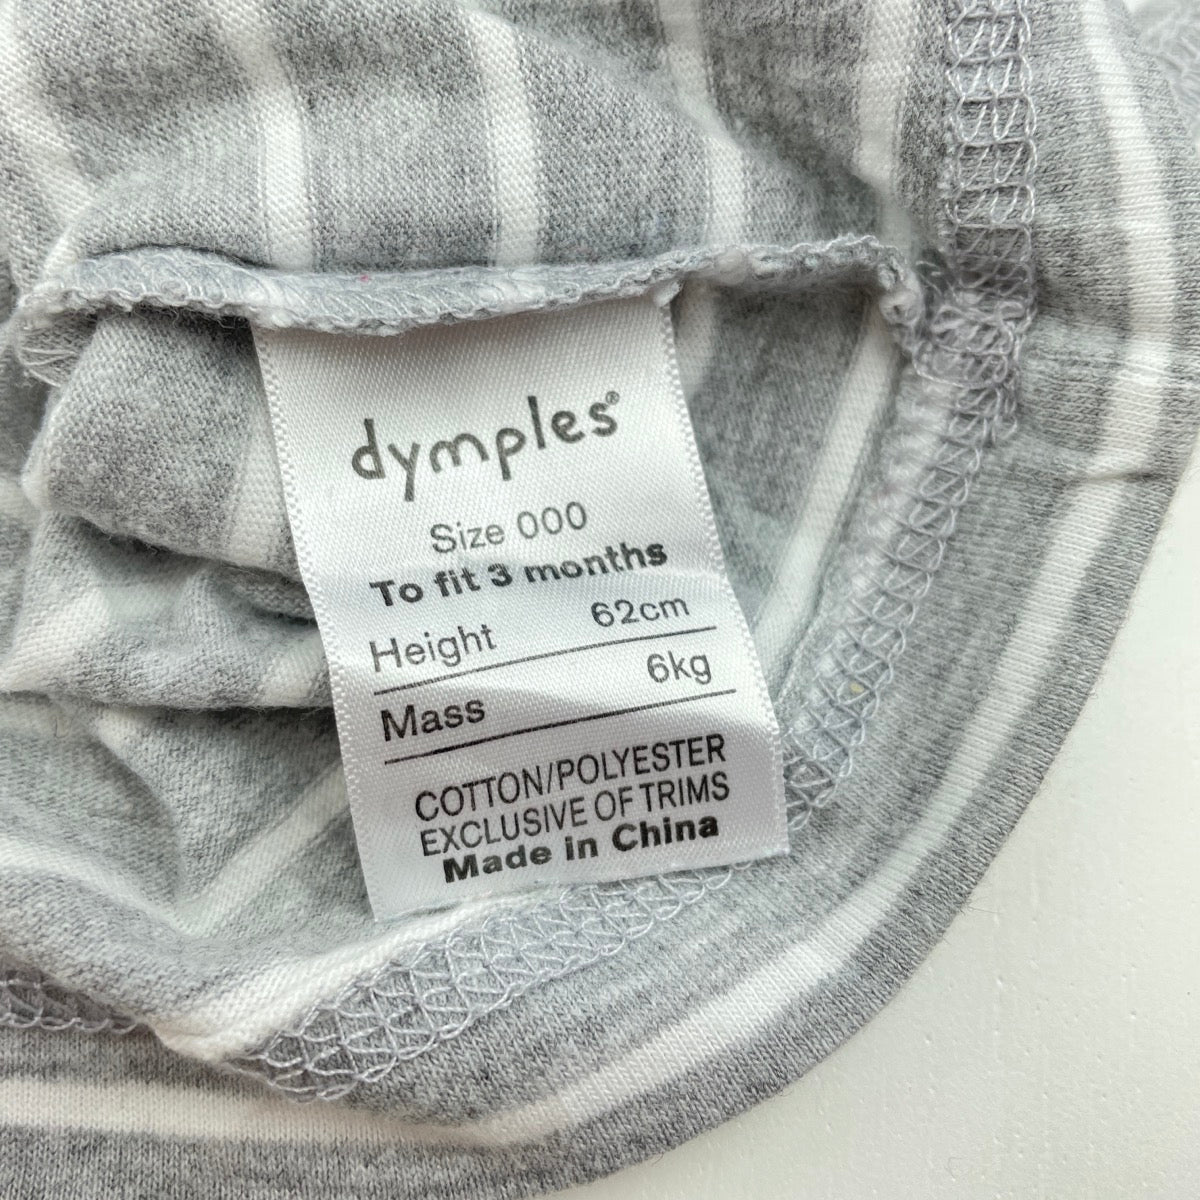 dymples®
Size 000
To fit 3 months
Height 62cm
Mass 6kg
COTTON/POLYESTER
EXCLUSIVE OF TRIMS
Made in China